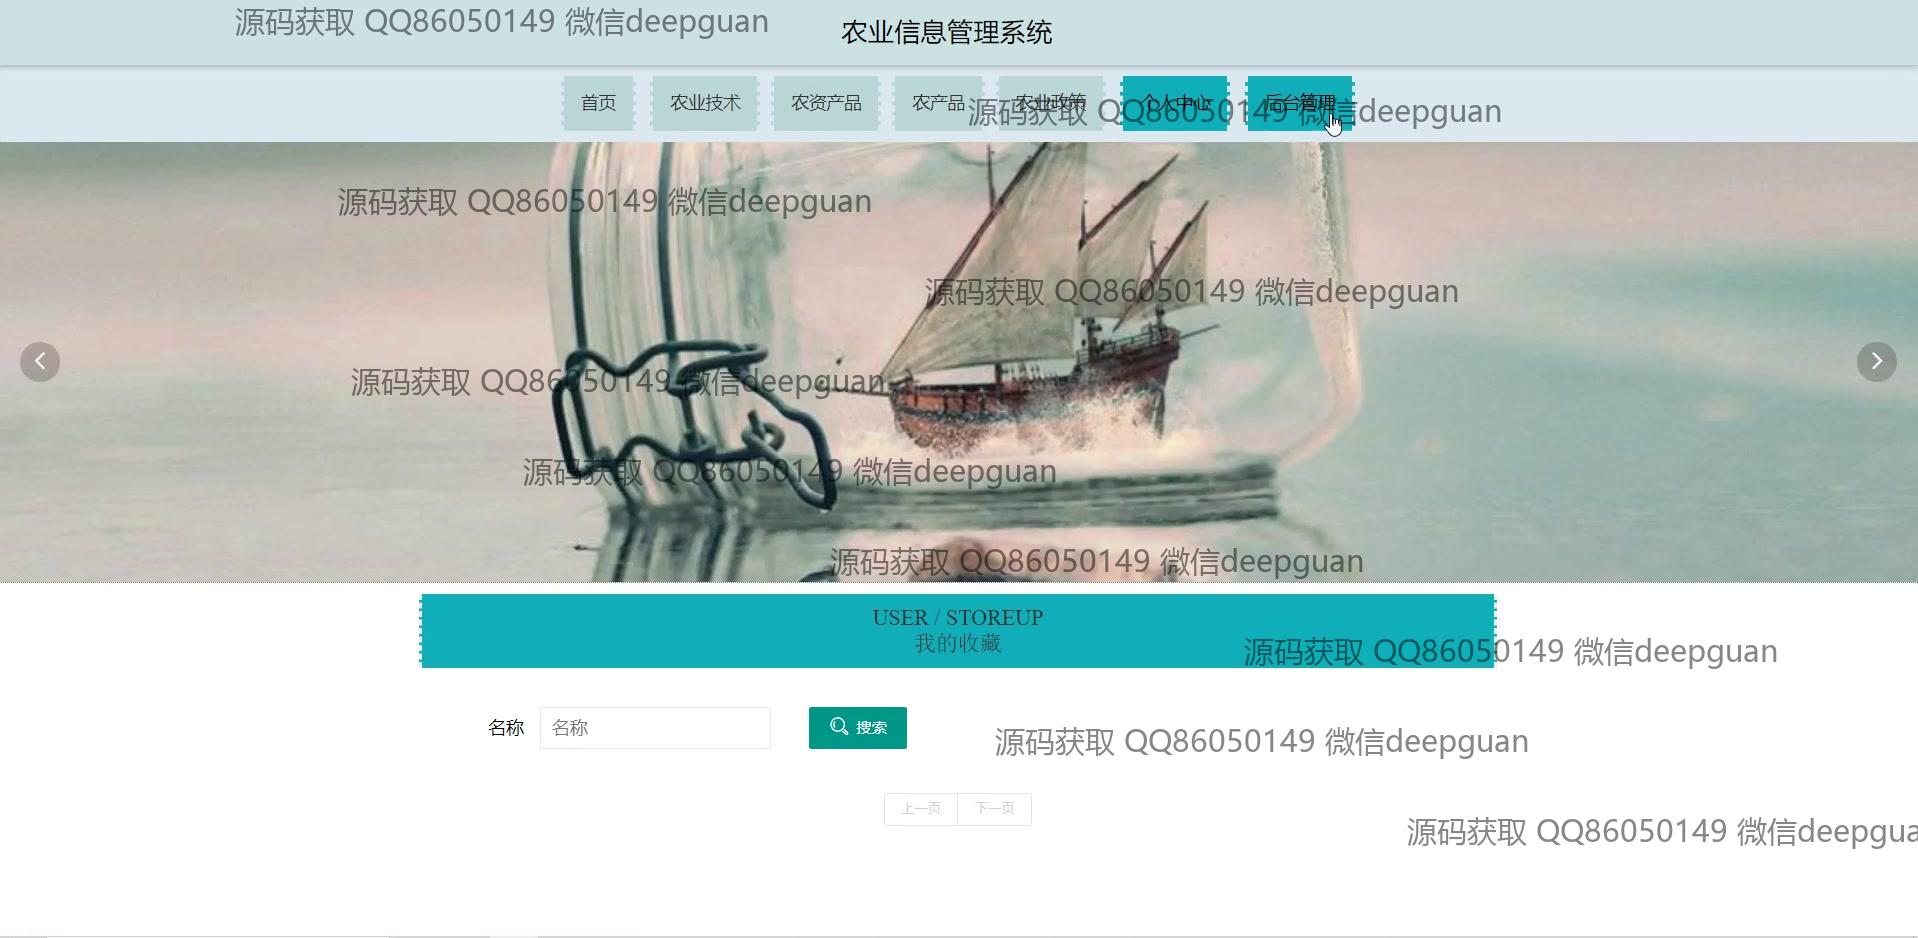 源码获取 QQ86050149 微信deepguan
农业信息管理系统
首页
农业技术
农资产品
农产品
农业政策
个人中心
后台管理
源码获取 QQ86050149 微信deepguan
源码获取 QQ86050149 微信deepguan
源码获取 QQ86050149 微信deepguan
源码获取 QQ86050149 微信deepguan
源码获取 QQ86050149 微信deepguan
源码获取 QQ86050149 微信deepguan
USER / STOREUP
我的收藏
源码获取 QQ86050149 微信deepguan
名称
名称
搜索
源码获取 QQ86050149 微信deepguan
上一页
下一页
源码获取 QQ86050149 微信deepgua